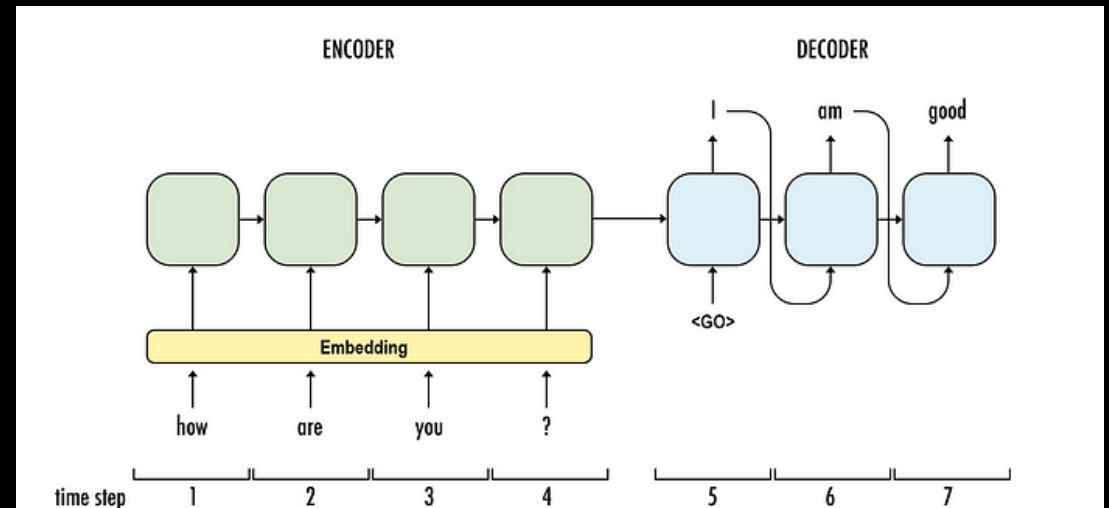 ENCODER DECODER
I am good
<GO>
Embedding
how are you ?
time step 1 2 3 4 5 6 7